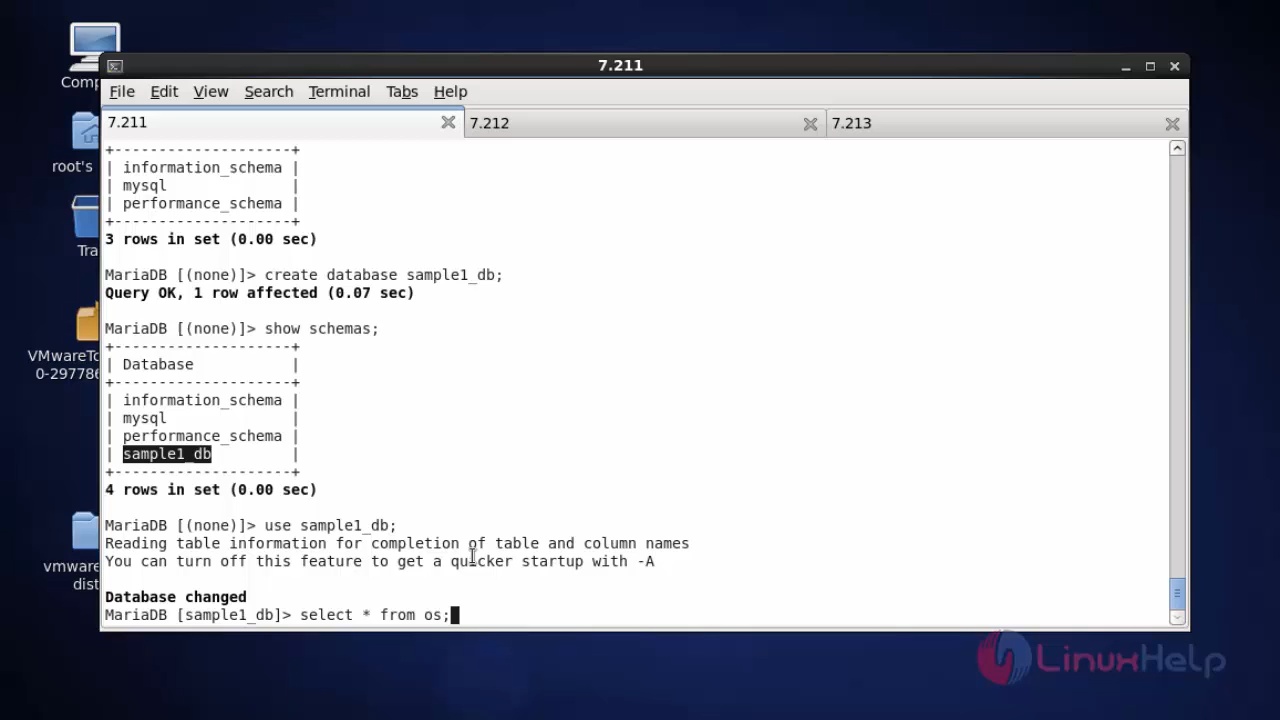 7.211
File Edit View Search Terminal Tabs Help
7.211 7.212 7.213
+--------------------+
| information_schema |
| mysql              |
| performance_schema |
+--------------------+
3 rows in set (0.00 sec)
MariaDB [(none)]> create database sample1_db;
Query OK, 1 row affected (0.07 sec)
MariaDB [(none)]> show schemas;
+--------------------+
| Database           |
+--------------------+
| information_schema |
| mysql              |
| performance_schema |
| sample1_db         |
+--------------------+
4 rows in set (0.00 sec)
MariaDB [(none)]> use sample1_db;
Reading table information for completion of table and column names
You can turn off this feature to get a quicker startup with -A
Database changed
MariaDB [sample1_db]> select * from os;
Comp
root's
Tra
VMwareTo
0-297786
vmware
dist
LinuxHelp